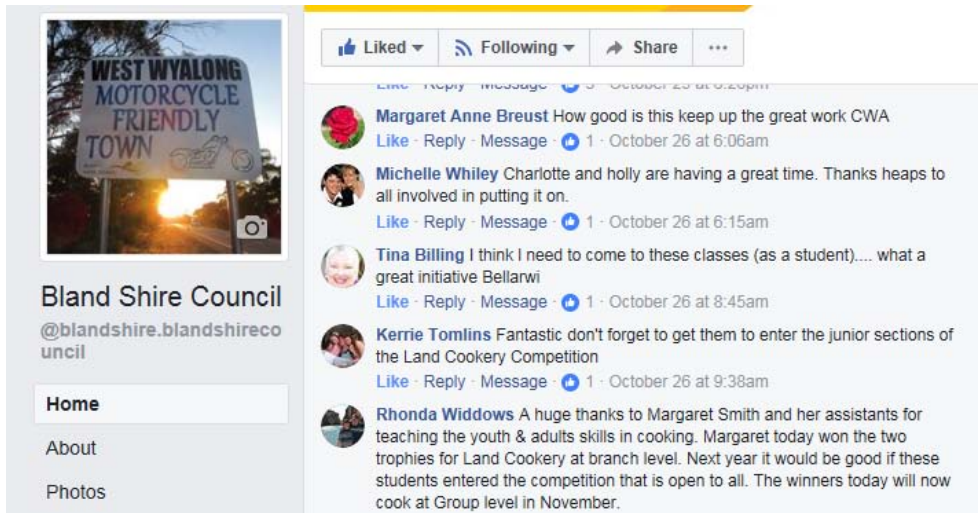 WEST WYALONG
MOTORCYCLE
FRIENDLY
TOWN
Bland Shire Council
@blandshire.blandshireco
uncil
Home
About
Photos
Liked
Following
Share
Like · Reply · Message · 3 · October 25 at 8:26pm
Margaret Anne Breust How good is this keep up the great work CWA
Like · Reply · Message · 1 · October 26 at 6:06am
Michelle Whiley Charlotte and holly are having a great time. Thanks heaps to
all involved in putting it on.
Like · Reply · Message · 1 · October 26 at 6:15am
Tina Billing I think I need to come to these classes (as a student).... what a
great initiative Bellarwi
Like · Reply · Message · 1 · October 26 at 8:45am
Kerrie Tomlins Fantastic don't forget to get them to enter the junior sections of
the Land Cookery Competition
Like · Reply · Message · 1 · October 26 at 9:38am
Rhonda Widdows A huge thanks to Margaret Smith and her assistants for
teaching the youth & adults skills in cooking. Margaret today won the two
trophies for Land Cookery at branch level. Next year it would be good if these
students entered the competition that is open to all. The winners today will now
cook at Group level in November.